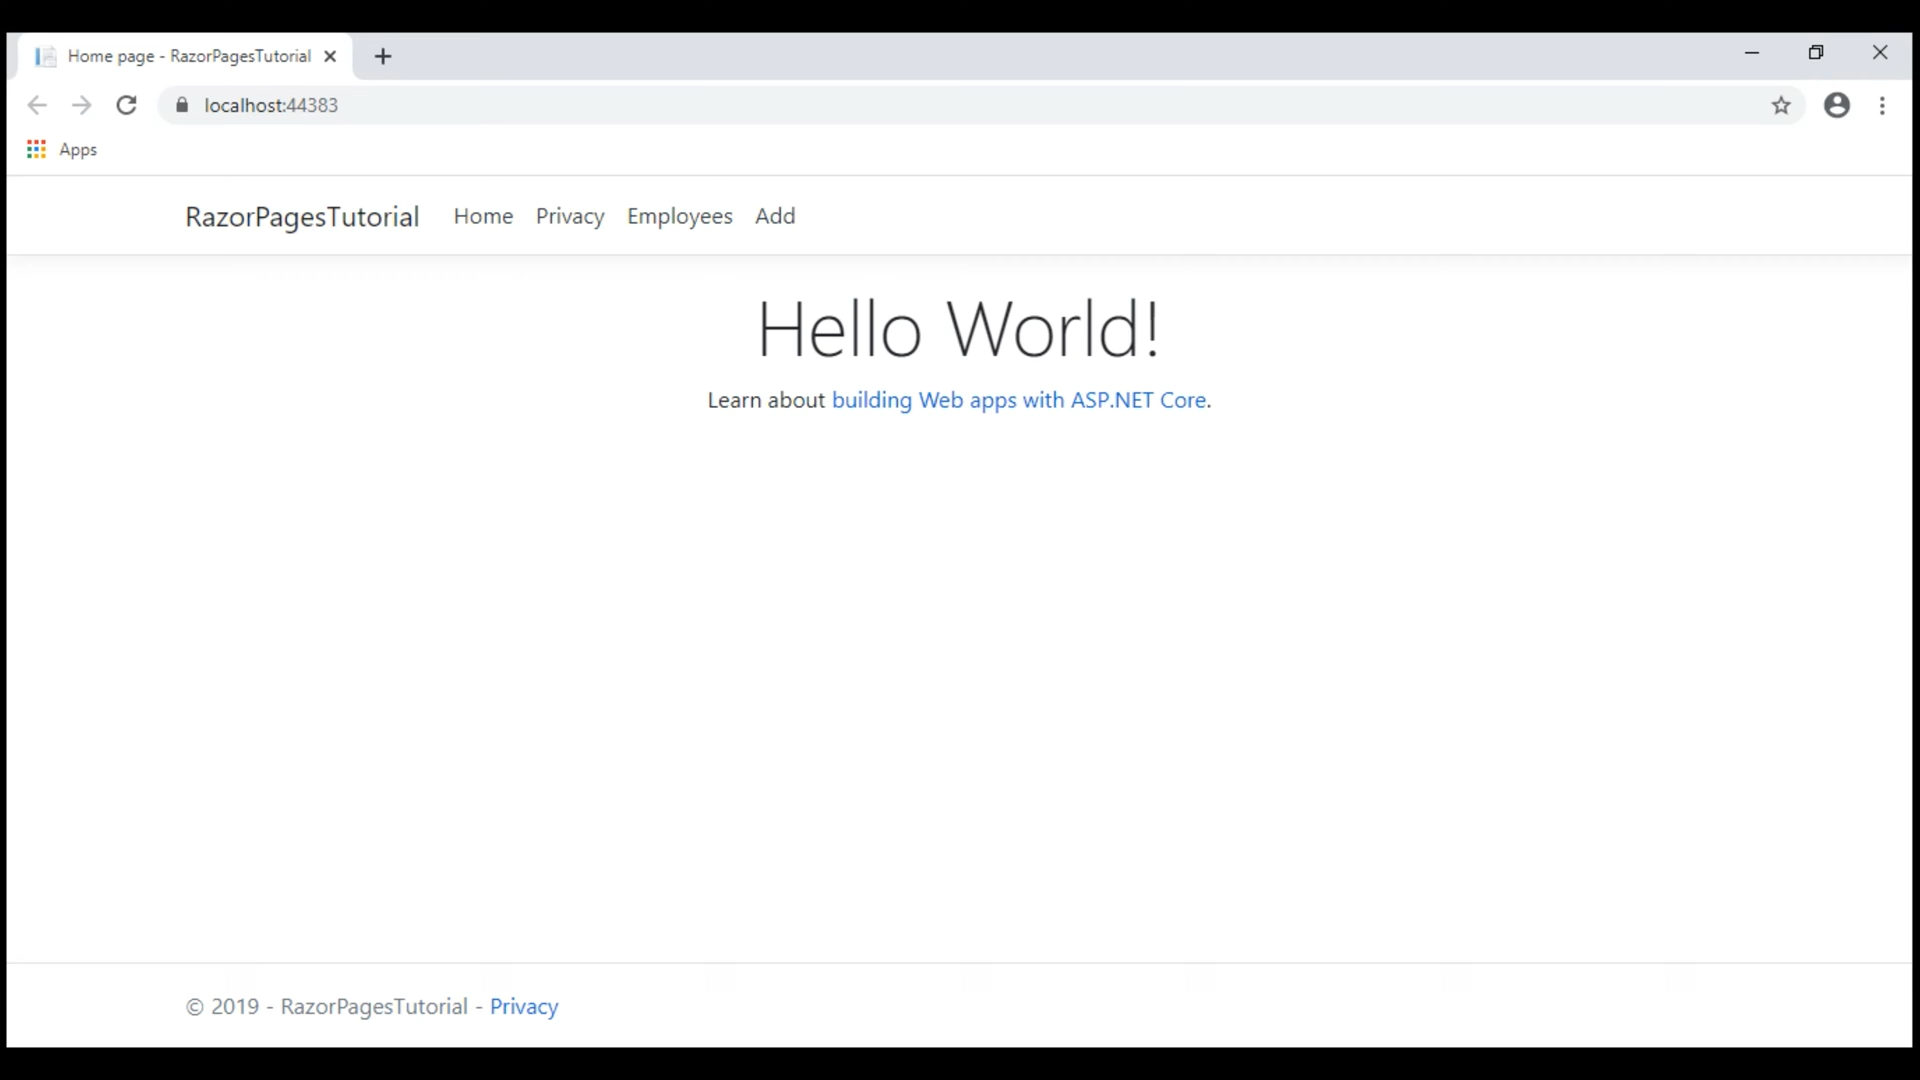 Home page - RazorPagesTutorial
localhost:44383
Apps
RazorPagesTutorial Home Privacy Employees Add
Hello World!
Learn about building Web apps with ASP.NET Core.
© 2019 - RazorPagesTutorial - Privacy